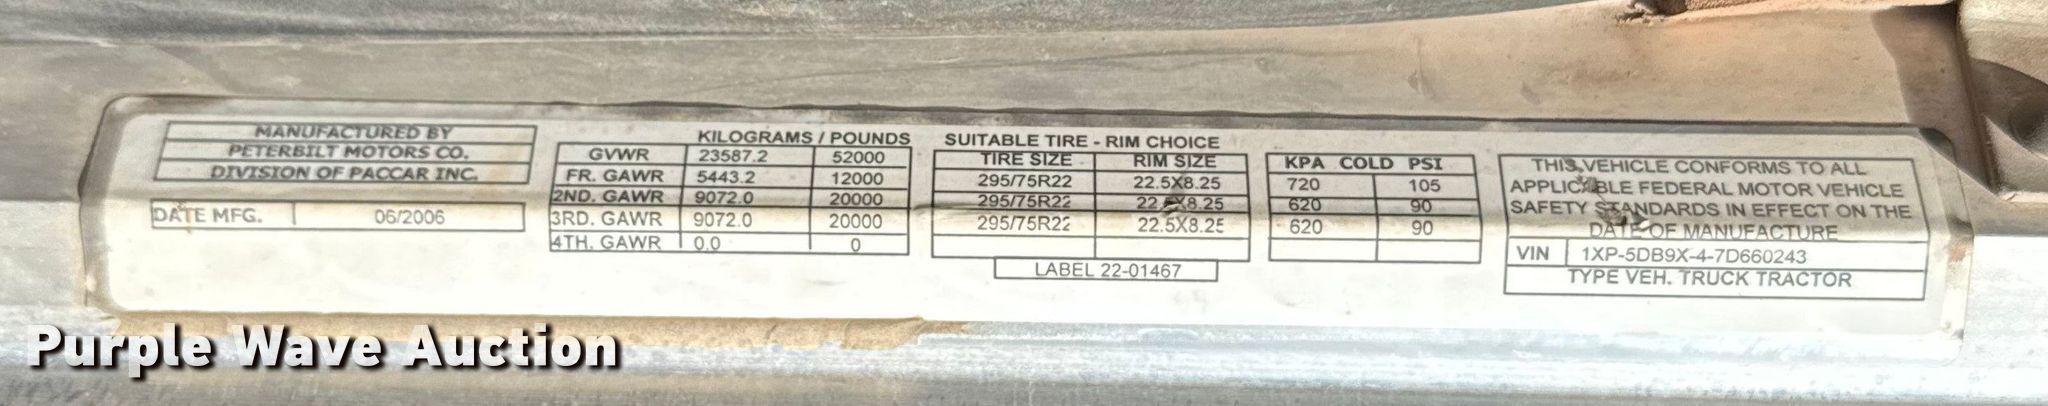 MANUFACTURED BY
PETERBILT MOTORS CO.
DIVISION OF PACCAR INC.
DATE MFG. 06/2006
KILOGRAMS / POUNDS
GVWR 23587.2 52000
FR. GAWR 5443.2 12000
2ND. GAWR 9072.0 20000
3RD. GAWR 9072.0 20000
4TH. GAWR 0.0 0
SUITABLE TIRE - RIM CHOICE
TIRE SIZE RIM SIZE
295/75R22 22.5X8.25
295/75R22 22.5X8.25
295/75R22 22.5X8.25
LABEL 22-01467
KPA COLD PSI
720 105
620 90
620 90
THIS VEHICLE CONFORMS TO ALL
APPLICABLE FEDERAL MOTOR VEHICLE
SAFETY STANDARDS IN EFFECT ON THE
DATE OF MANUFACTURE
VIN 1XP-5DB9X-4-7D660243
TYPE VEH. TRUCK TRACTOR
Purple Wave Auction